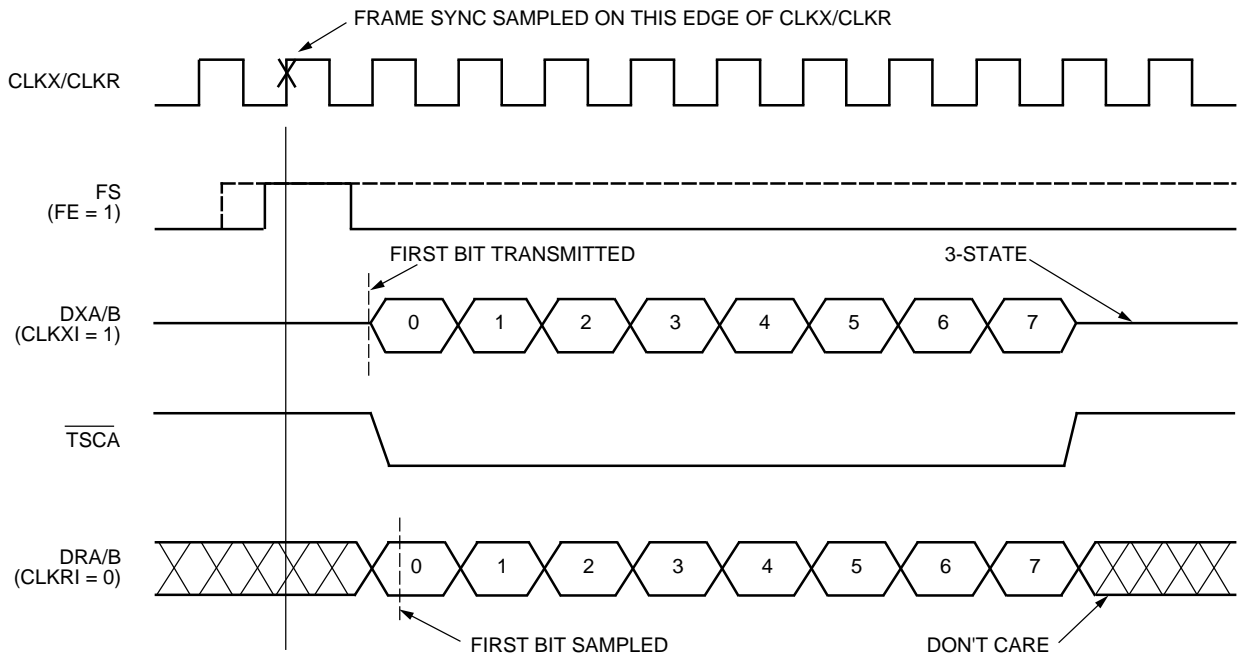 FRAME SYNC SAMPLED ON THIS EDGE OF CLKX/CLKR
CLKX/CLKR
FS
(FE = 1)
FIRST BIT TRANSMITTED
3-STATE
DXA/B
(CLKXI = 1)
0 1 2 3 4 5 6 7
TSCA
DRA/B
(CLKRI = 0)
0 1 2 3 4 5 6 7
FIRST BIT SAMPLED
DON'T CARE